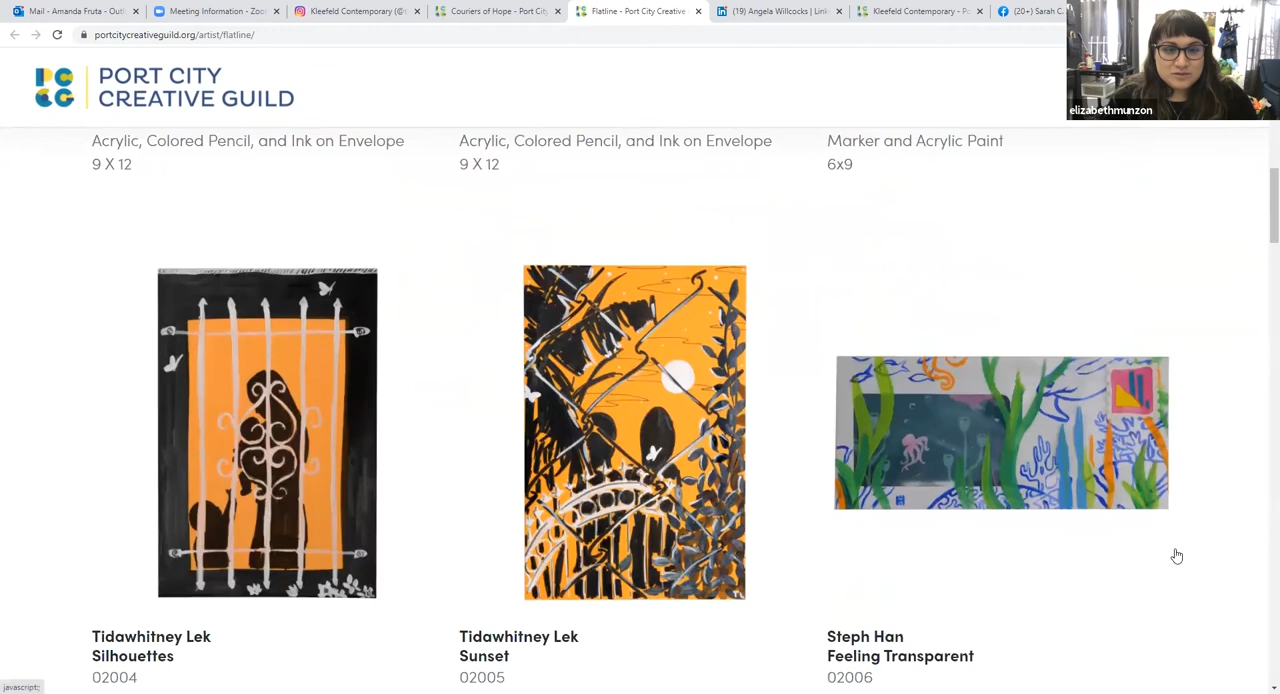 Mail - Amanda Fruta - Out
Meeting Information - Zoo
Kleefeld Contemporary (@
Couriers of Hope - Port City
Flatline - Port City Creative
(19) Angela Willcocks | Link
Kleefeld Contemporary - Po
(20+) Sarah C
portcitycreativeguild.org/artist/flatline/
elizabethmunzon
PORT CITY
CREATIVE GUILD
Acrylic, Colored Pencil, and Ink on Envelope
9 X 12
Acrylic, Colored Pencil, and Ink on Envelope
9 X 12
Marker and Acrylic Paint
6x9
Tidawhitney Lek
Silhouettes
02004
Tidawhitney Lek
Sunset
02005
Steph Han
Feeling Transparent
02006
javascript:;